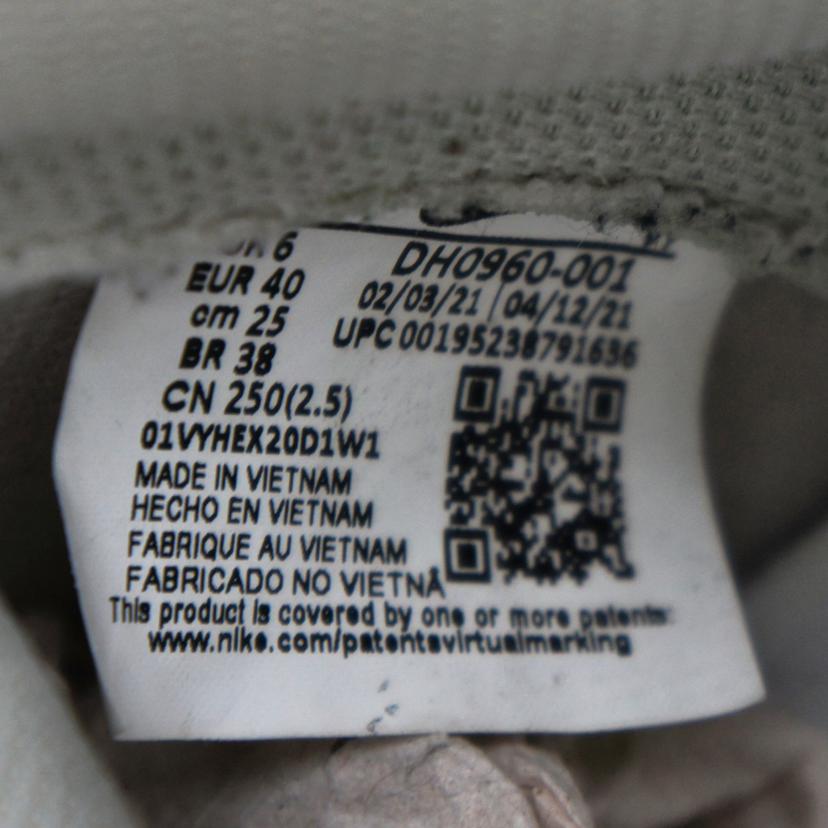 6
EUR 40
cm 25
BR 38
CN 250(2.5)
01VYHEX20D1W1
DH0960-001
02/03/21 / 04/12/21
UPC 00195238791636
MADE IN VIETNAM
HECHO EN VIETNAM
FABRIQUE AU VIETNAM
FABRICADO NO VIETNÃ
This product is covered by one or more patents:
www.nike.com/patentsvirtualmarking